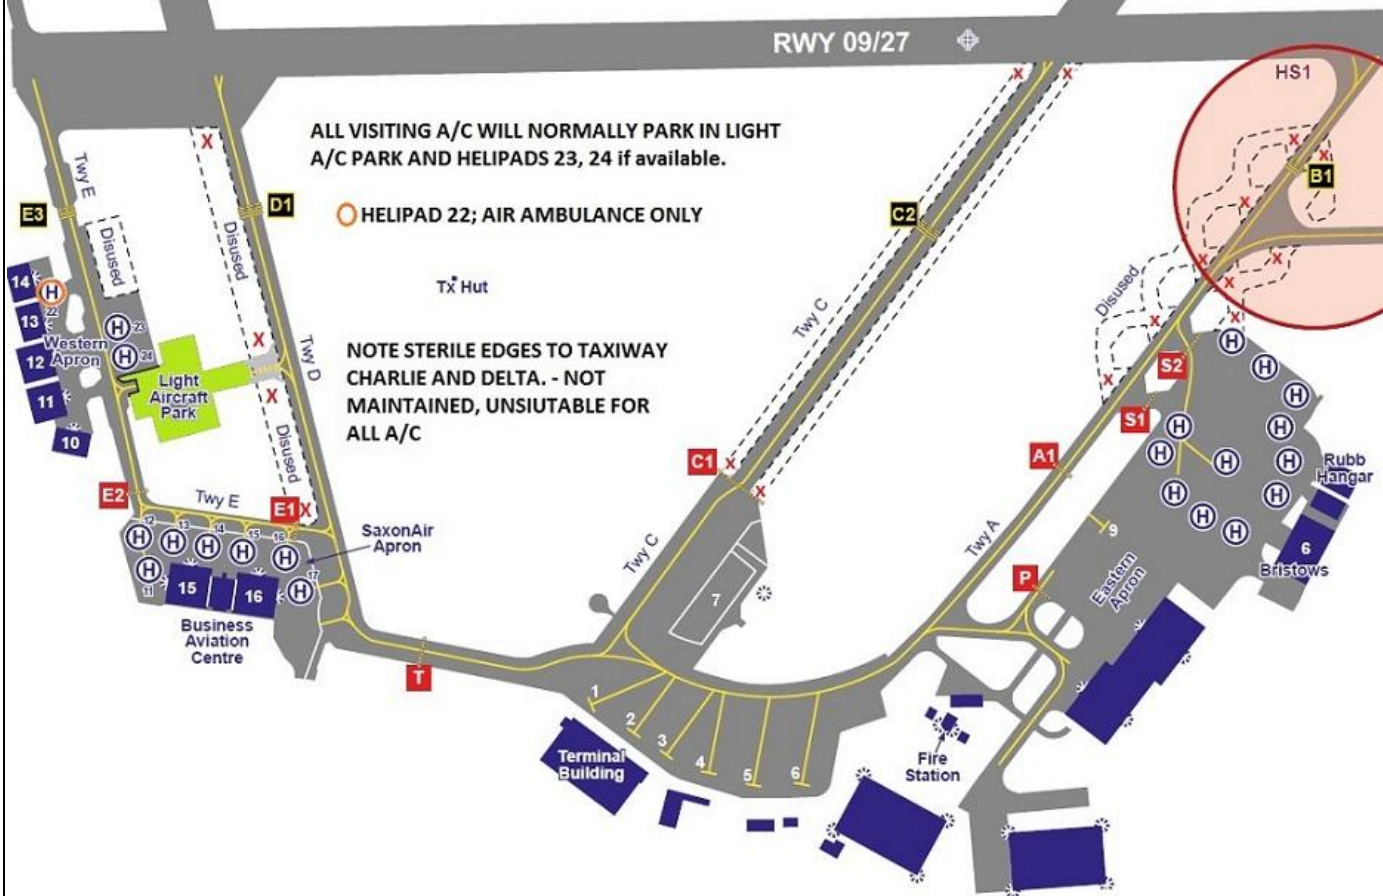 RWY 09/27
HS1
ALL VISITING A/C WILL NORMALLY PARK IN LIGHT
A/C PARK AND HELIPADS 23, 24 if available.
X
X
X
X
X
B1
Twy E
E3
D1
HELIPAD 22; AIR AMBULANCE ONLY
C2
X
Disused
Disused
X
X
X
14
H
22
Tx Hut
Twy C
Disused
X
X
13
H
23
Western
Apron
H
24
X
Twy D
NOTE STERILE EDGES TO TAXIWAY
CHARLIE AND DELTA. - NOT
MAINTAINED, UNSIUTABLE FOR
ALL A/C
12
Light
Aircraft
Park
11
X
10
Disused
S2
X
S1
H
H
H
H
H
H
H
H
H
H
H
H
H
C1
X
X
A1
Rubb
Hangar
E2
Twy E
E1
X
SaxonAir
Apron
12
13
14
15
16
H
H
H
H
H
H
11
17
H
15
16
Business
Aviation
Centre
Twy C
7
Twy A
9
P
Eastern
Apron
6
Bristows
T
1
2
3
4
5
6
Terminal
Building
Fire
Station